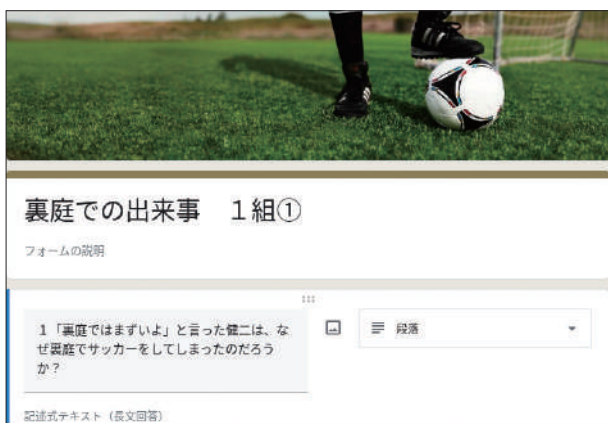 裏庭での出来事　１組①
フォームの説明
１「裏庭ではまずいよ」と言った健二は、な
ぜ裏庭でサッカーをしてしまったのだろう
か？
段落
記述式テキスト（長文回答）